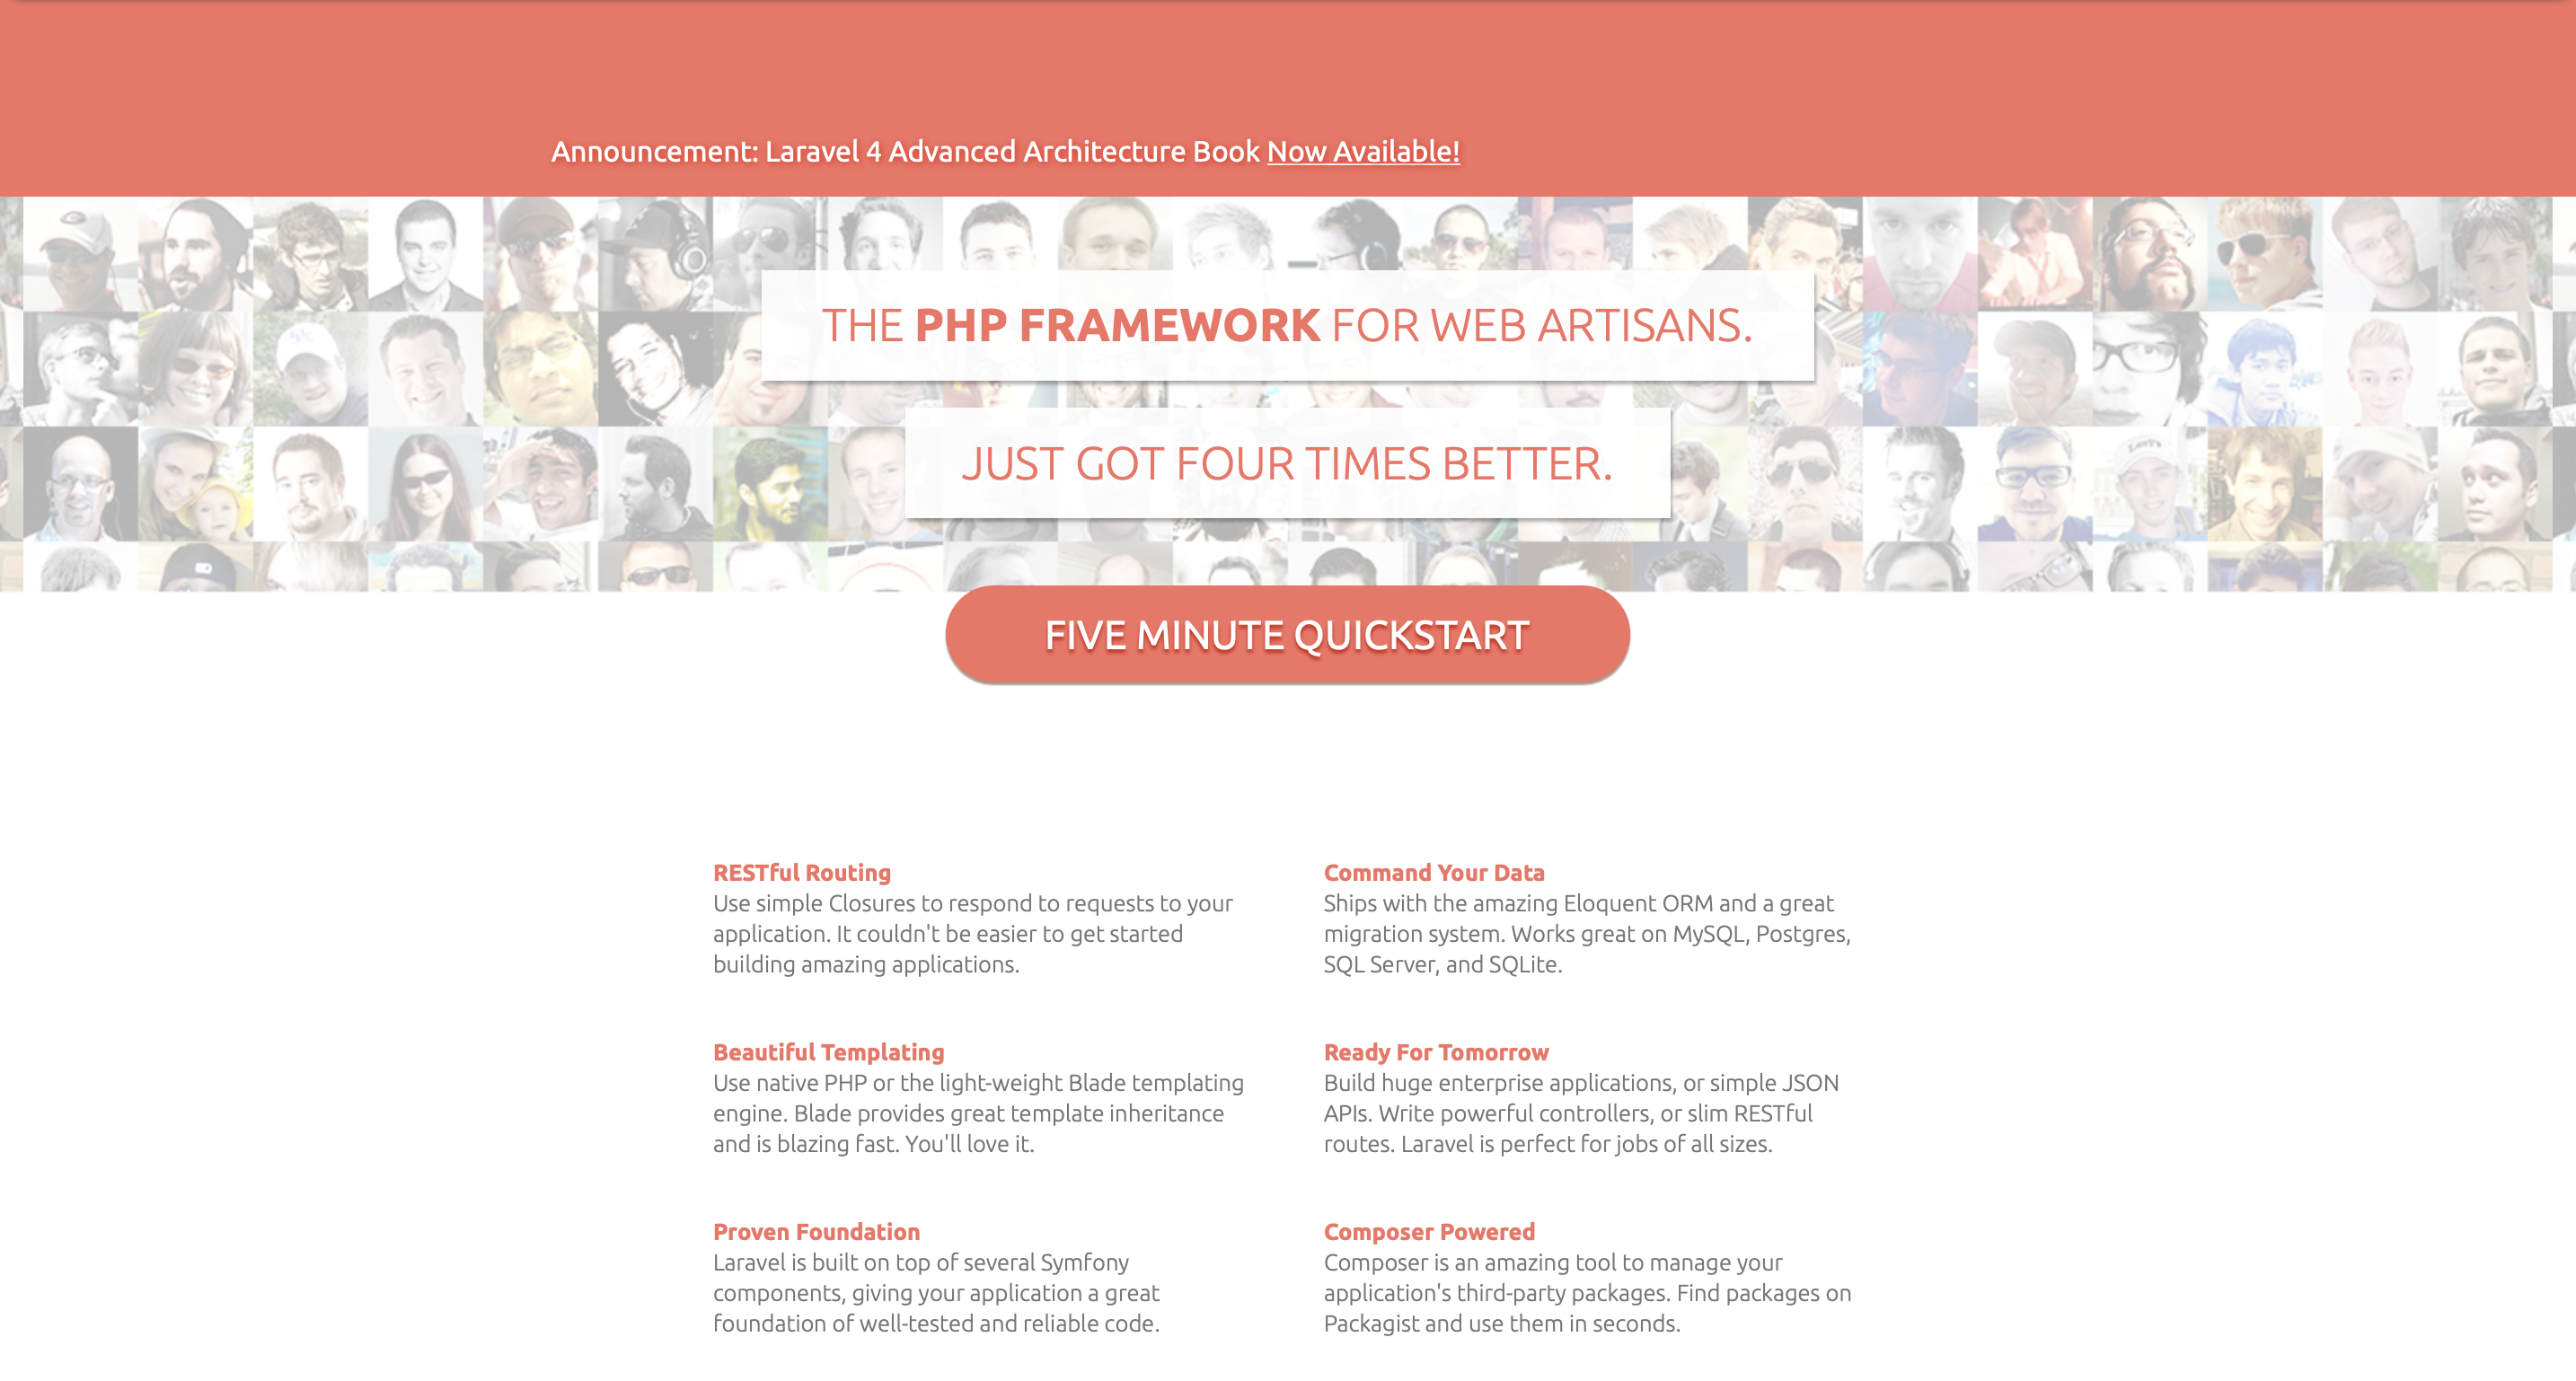 Announcement: Laravel 4 Advanced Architecture Book Now Available!
THE PHP FRAMEWORK FOR WEB ARTISANS.
JUST GOT FOUR TIMES BETTER.
FIVE MINUTE QUICKSTART
RESTful Routing
Use simple Closures to respond to requests to your
application. It couldn't be easier to get started
building amazing applications.
Command Your Data
Ships with the amazing Eloquent ORM and a great
migration system. Works great on MySQL, Postgres,
SQL Server, and SQLite.
Beautiful Templating
Use native PHP or the light-weight Blade templating
engine. Blade provides great template inheritance
and is blazing fast. You'll love it.
Ready For Tomorrow
Build huge enterprise applications, or simple JSON
APIs. Write powerful controllers, or slim RESTful
routes. Laravel is perfect for jobs of all sizes.
Proven Foundation
Laravel is built on top of several Symfony
components, giving your application a great
foundation of well-tested and reliable code.
Composer Powered
Composer is an amazing tool to manage your
application's third-party packages. Find packages on
Packagist and use them in seconds.